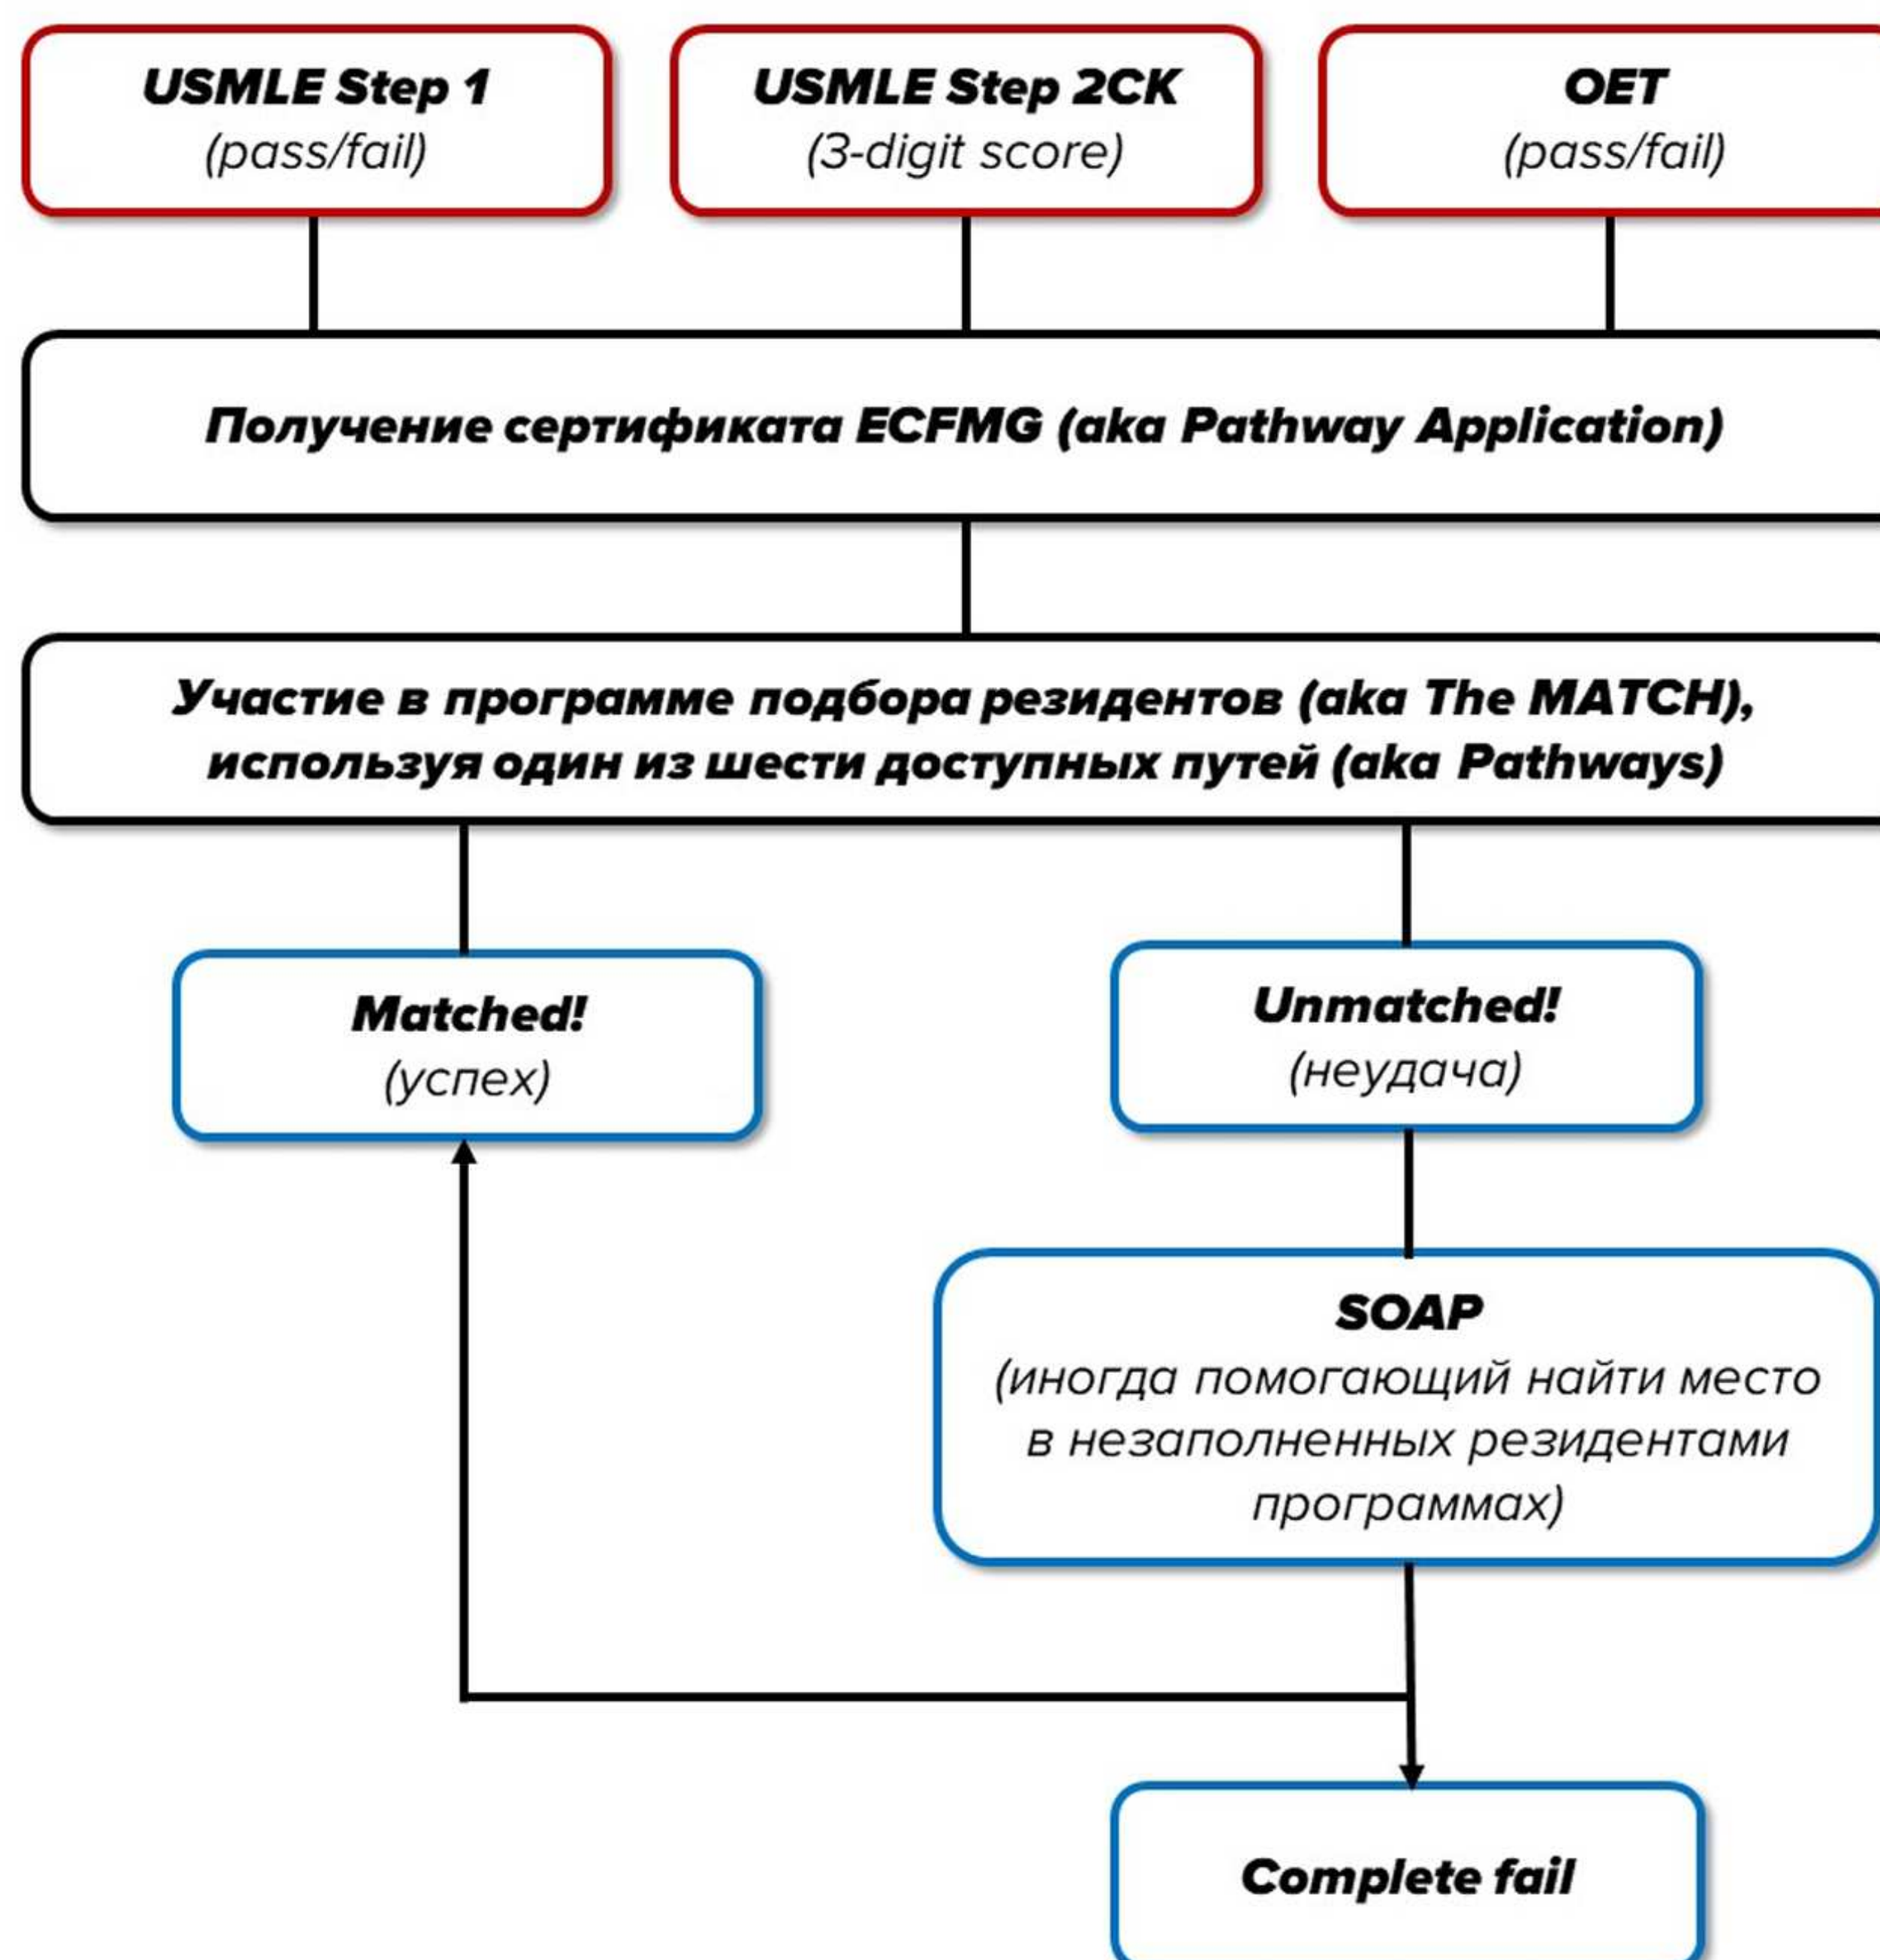 USMLE Step 1
(pass/fail)
USMLE Step 2CK
(3-digit score)
OET
(pass/fail)
Получение сертификата ECFMG (aka Pathway Application)
Участие в программе подбора резидентов (aka The MATCH),
используя один из шести доступных путей (aka Pathways)
Matched!
(успех)
Unmatched!
(неудача)
SOAP
(иногда помогающий найти место
в незаполненных резидентами
программах)
Complete fail